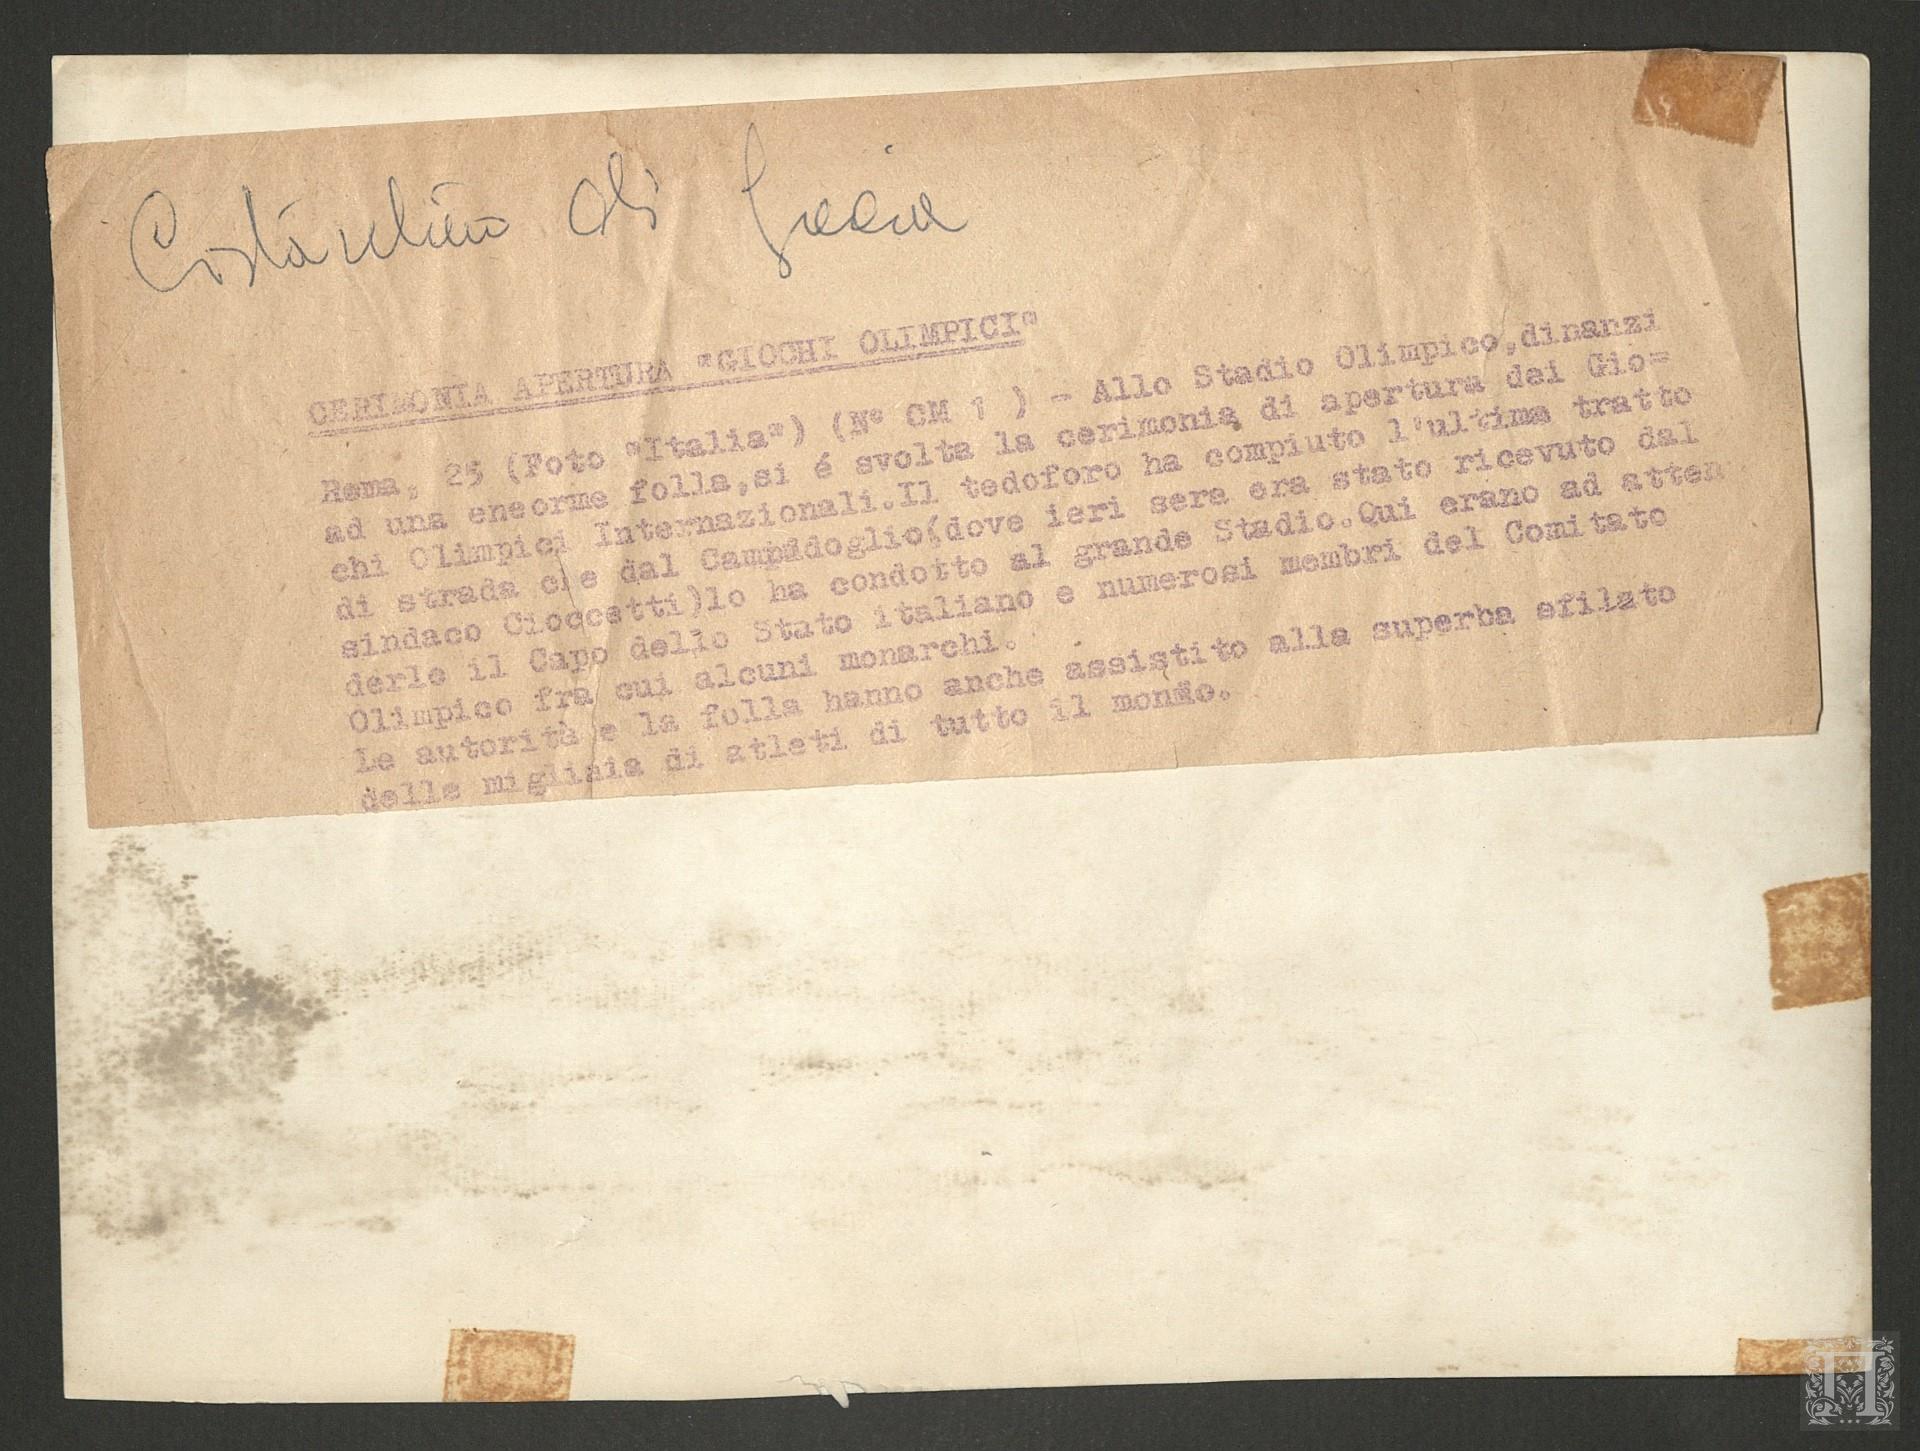 Costantino di Grecia
CERIMONIA APERTURA "GIOCHI OLIMPICI"
Roma, 25 (Foto "Italia") (N° CM 1 ) - Allo Stadio Olimpico,dinanzi
ad una eneorme folla,si é svolta la cerimonia di apertura dei Gio=
chi Olimpici Internazionali.Il tedoforo ha compiuto l'ultima tratto
di strada che dal Campidoglio(dove ieri sera era stato ricevuto dal
sindaco Cioccetti)lo ha condotto al grande Stadio.Qui erano ad atten
derlo il Capo dello Stato italiano e numerosi membri del Comitato
Olimpico fra cui alcuni monarchi.
Le autorità e la folla hanno anche assistito alla superba sfilato
delle migliaia di atleti di tutto il mondo.